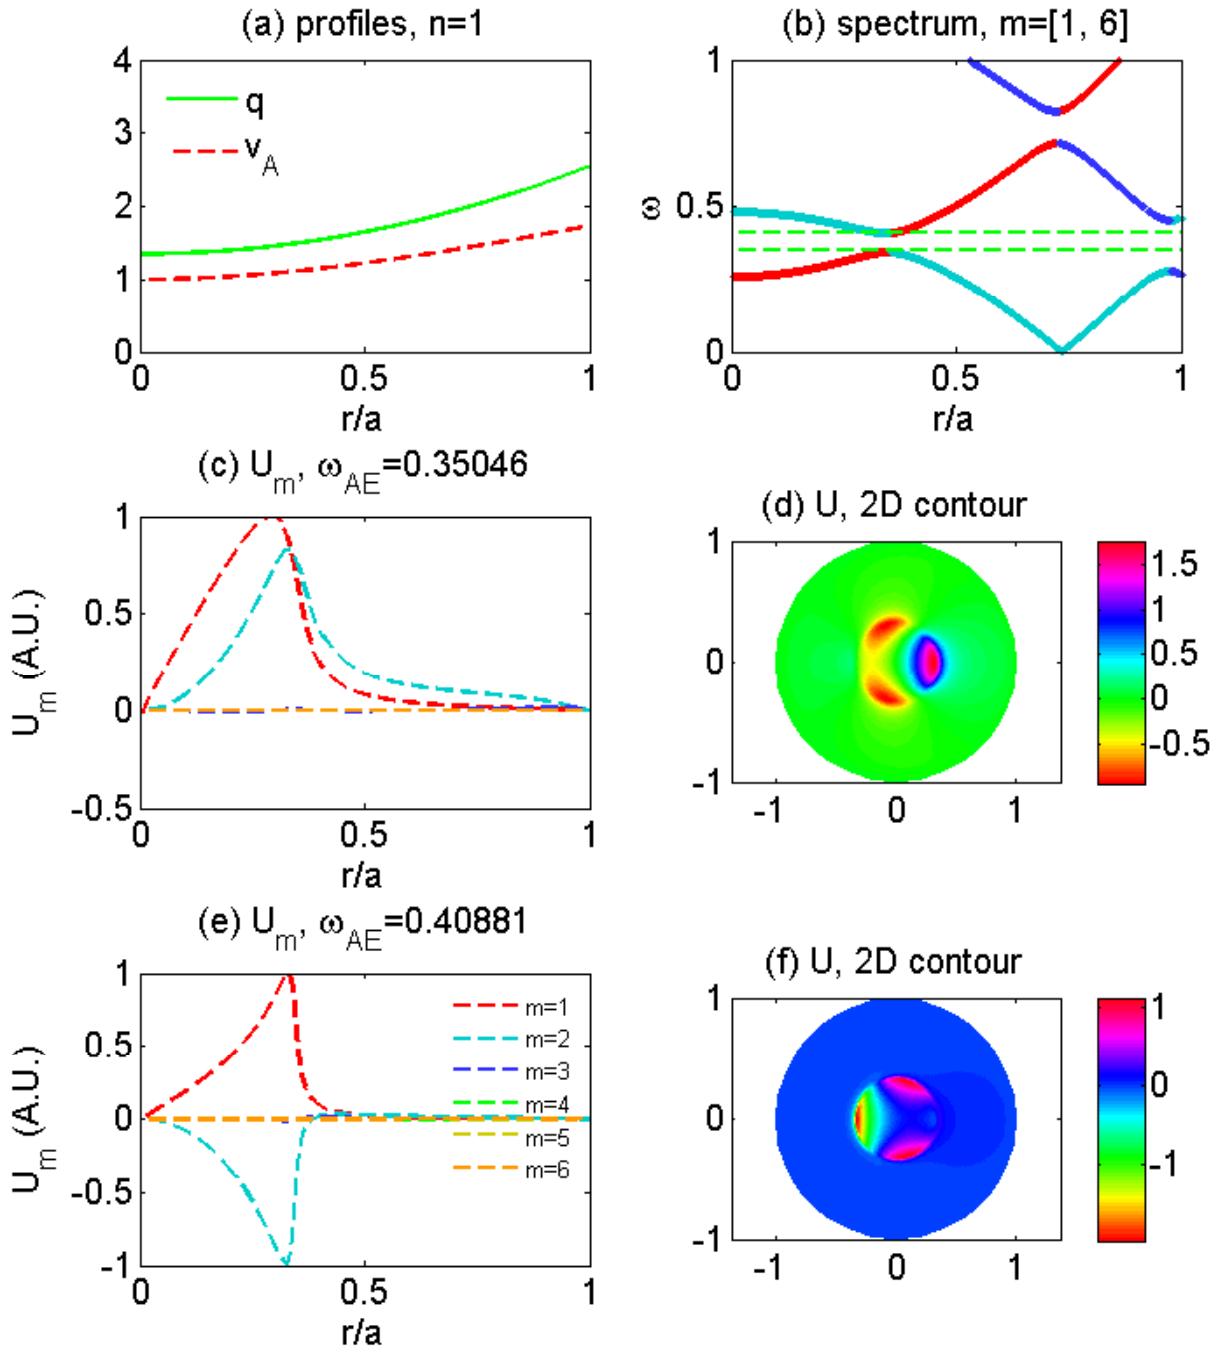 (a) profiles, n=1
4
3
2
1
0
q
v_A
0
0.5
1
r/a
(b) spectrum, m=[1, 6]
1
0.5
0
ω
0
0.5
1
r/a
(c) U_m, ω_AE=0.35046
1
0.5
0
-0.5
U_m (A.U.)
0
0.5
1
r/a
(d) U, 2D contour
1
0
-1
-1
0
1
1.5
1
0.5
0
-0.5
(e) U_m, ω_AE=0.40881
1
0.5
0
-0.5
-1
U_m (A.U.)
m=1
m=2
m=3
m=4
m=5
m=6
0
0.5
1
r/a
(f) U, 2D contour
1
0
-1
-1
0
1
1
0
-1